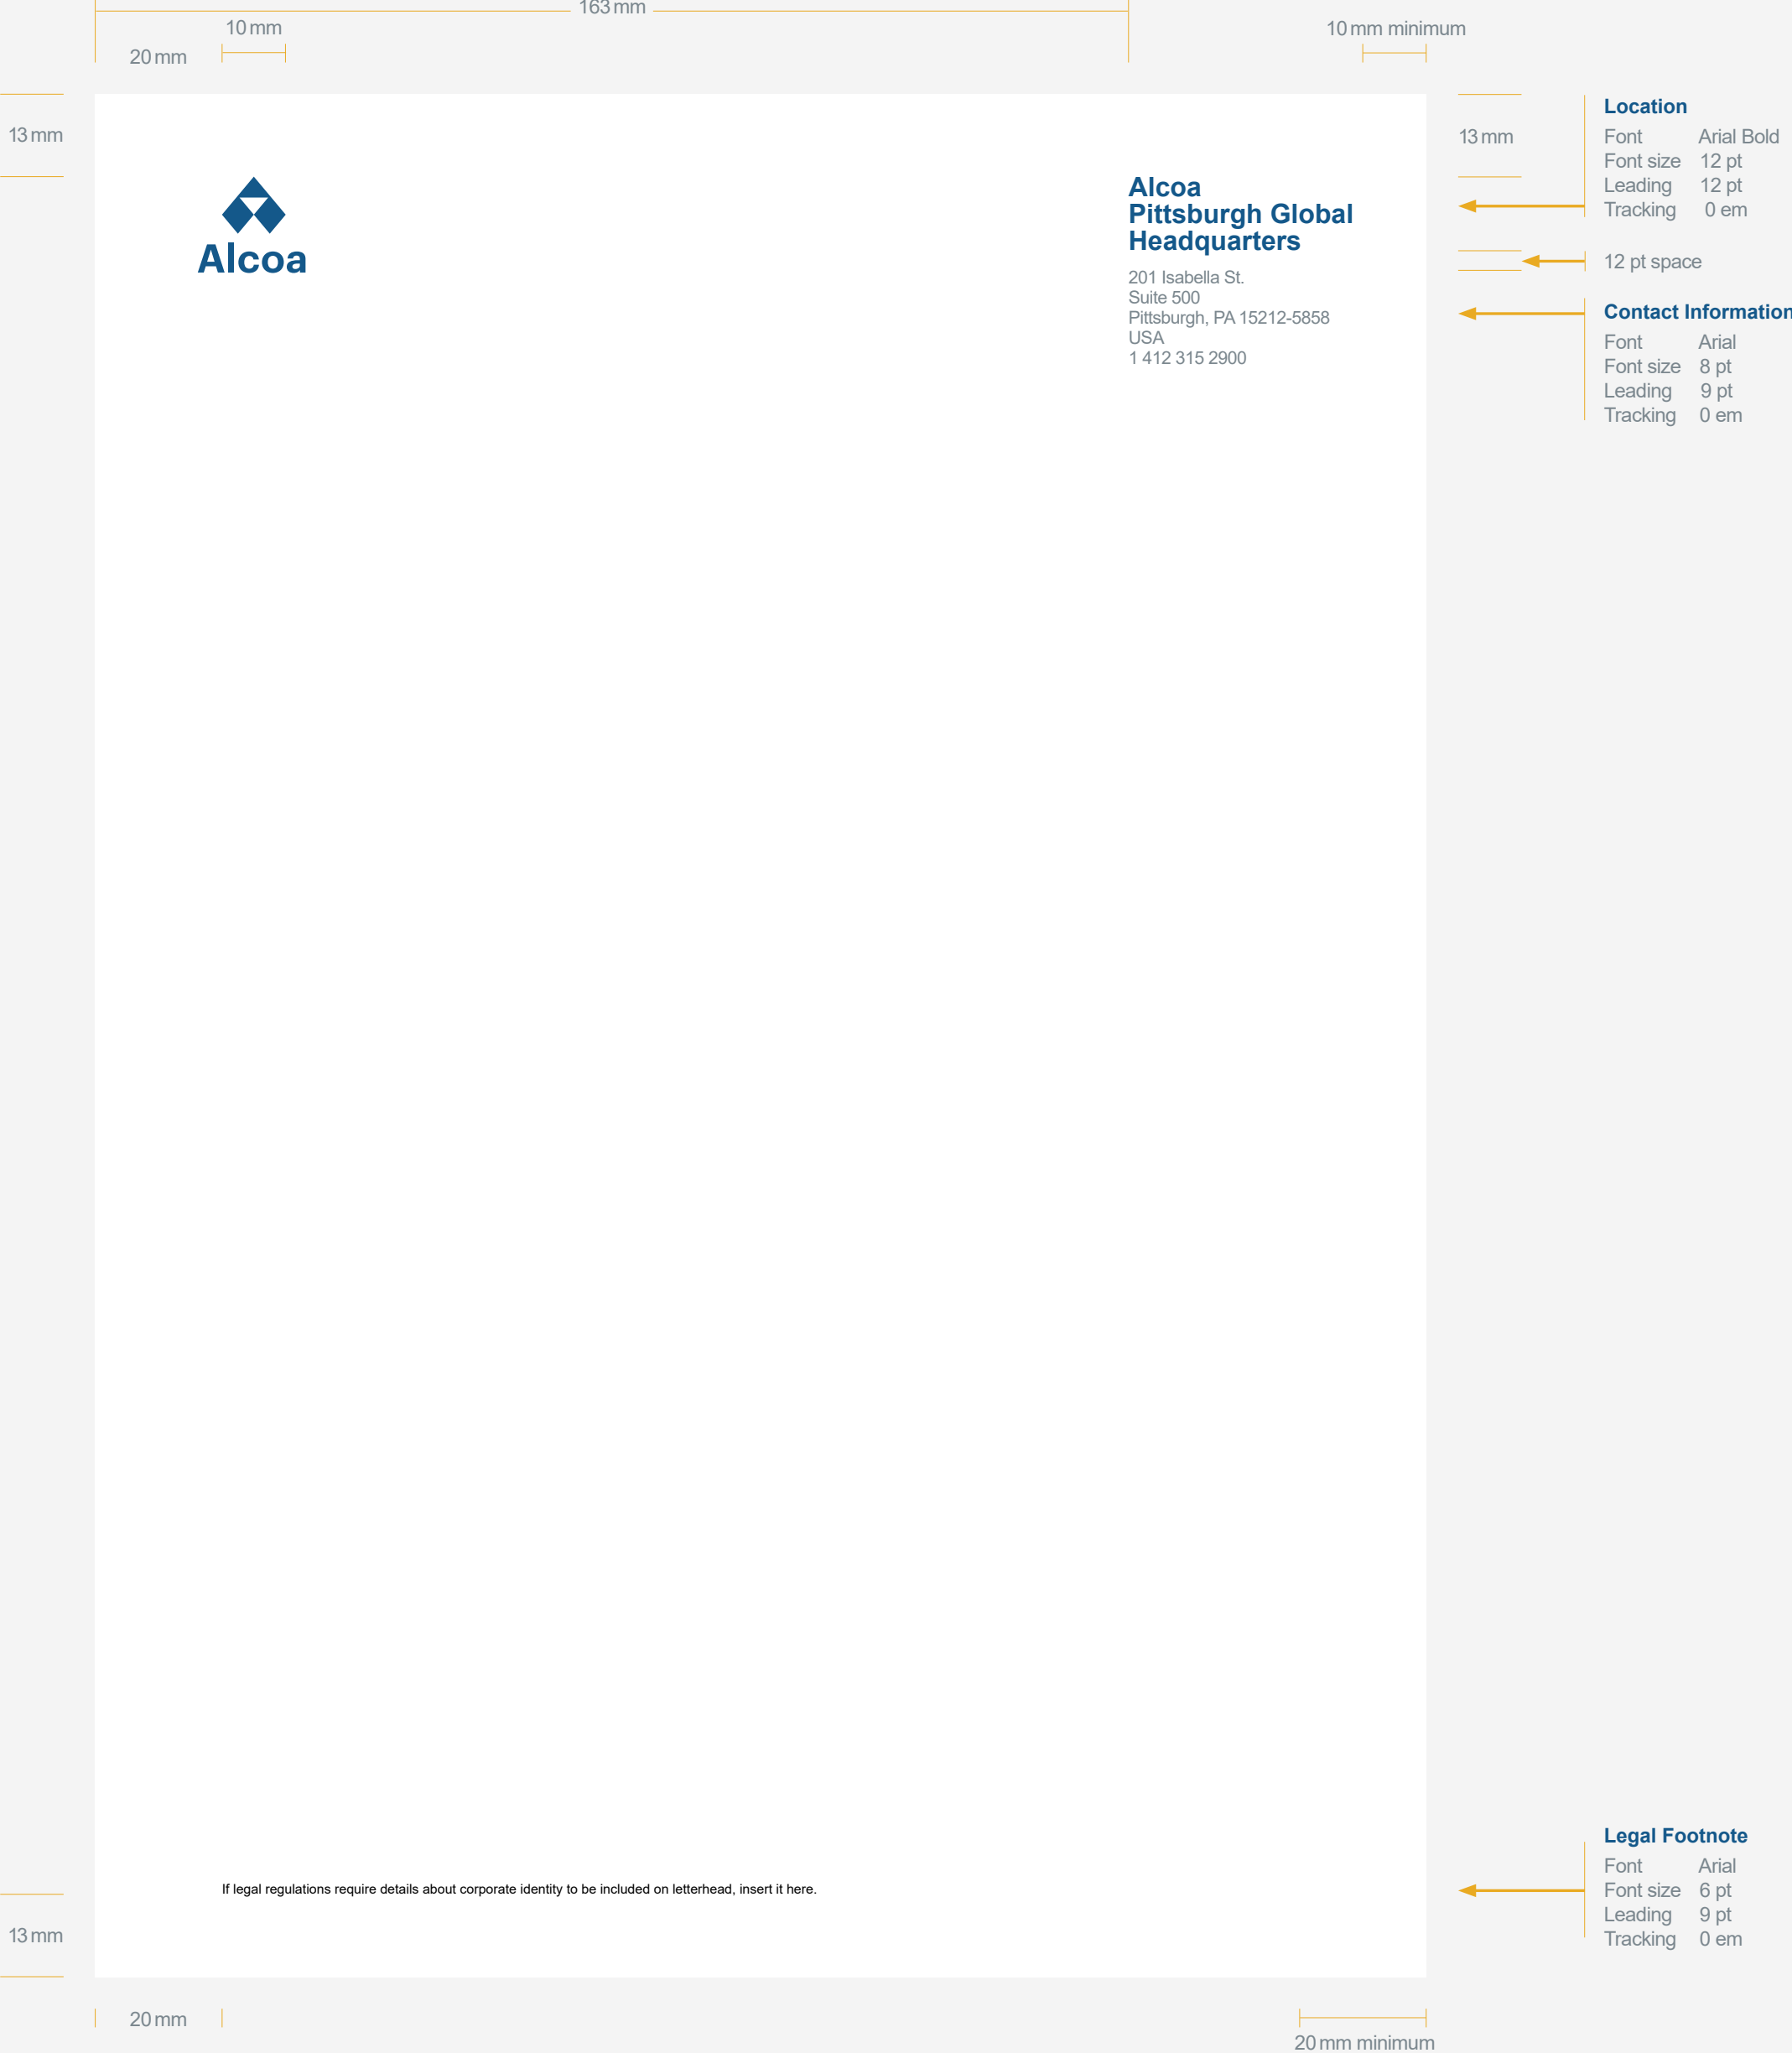 163 mm
10 mm
10 mm minimum
20 mm
13 mm
Alcoa
Alcoa
Pittsburgh Global
Headquarters
201 Isabella St.
Suite 500
Pittsburgh, PA 15212-5858
USA
1 412 315 2900
13 mm
Location
Font Arial Bold
Font size 12 pt
Leading 12 pt
Tracking 0 em
12 pt space
Contact Information
Font Arial
Font size 8 pt
Leading 9 pt
Tracking 0 em
If legal regulations require details about corporate identity to be included on letterhead, insert it here.
Legal Footnote
Font Arial
Font size 6 pt
Leading 9 pt
Tracking 0 em
13 mm
20 mm
20 mm minimum